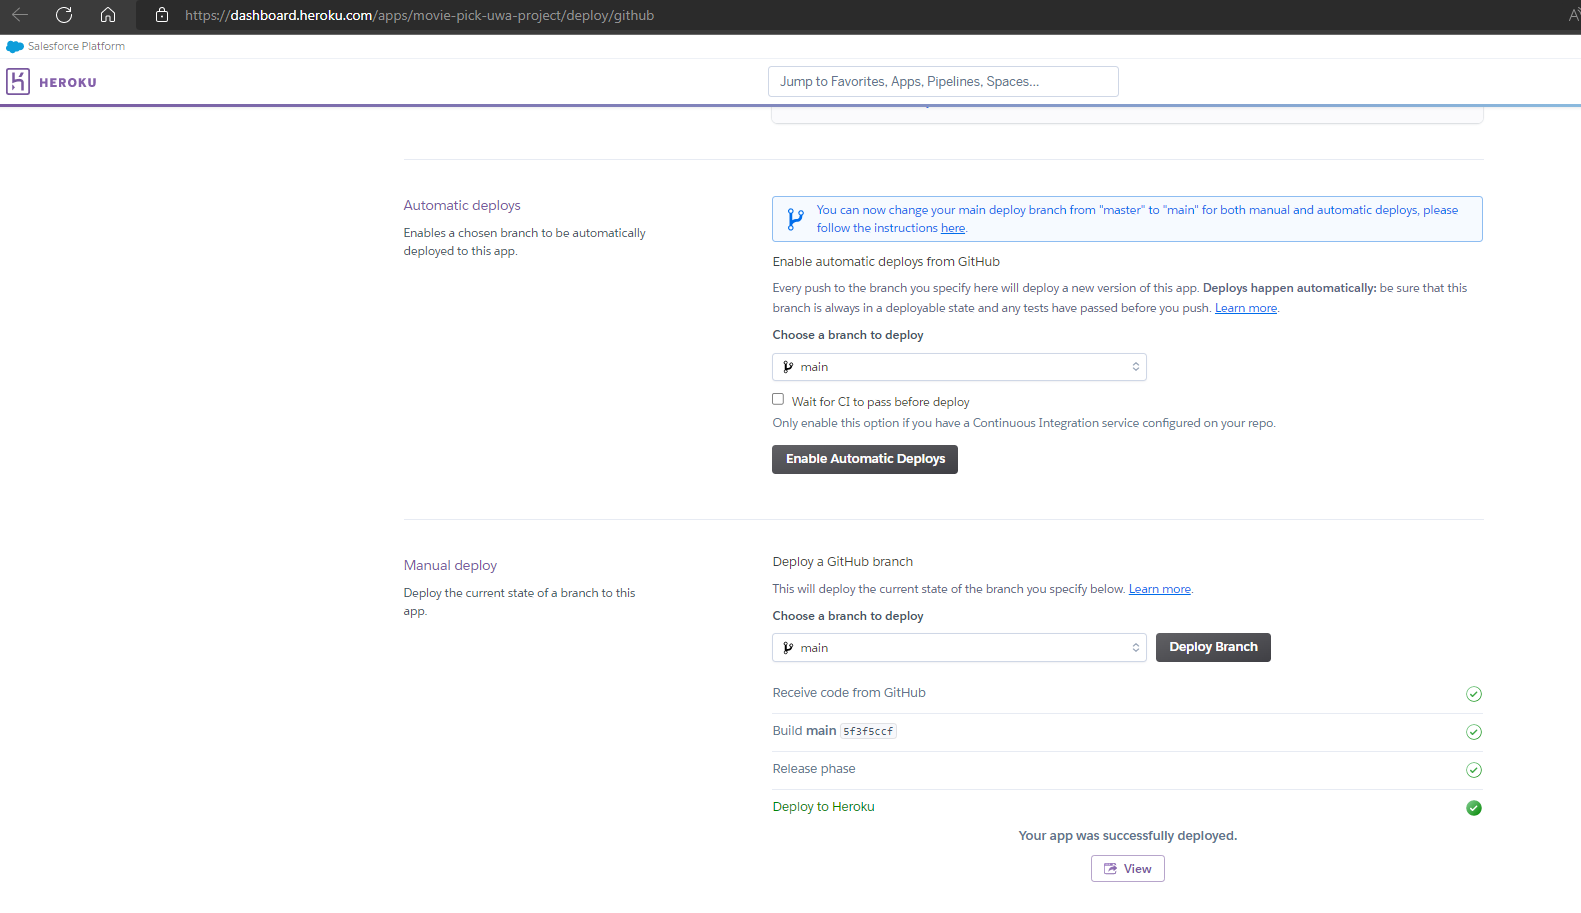 https://dashboard.heroku.com/apps/movie-pick-uwa-project/deploy/github
Salesforce Platform
HEROKU
Jump to Favorites, Apps, Pipelines, Spaces...
Automatic deploys
Enables a chosen branch to be automatically
deployed to this app.
You can now change your main deploy branch from "master" to "main" for both manual and automatic deploys, please
follow the instructions here.
Enable automatic deploys from GitHub
Every push to the branch you specify here will deploy a new version of this app. Deploys happen automatically: be sure that this
branch is always in a deployable state and any tests have passed before you push. Learn more.
Choose a branch to deploy
main
Wait for CI to pass before deploy
Only enable this option if you have a Continuous Integration service configured on your repo.
Enable Automatic Deploys
Manual deploy
Deploy the current state of a branch to this
app.
Deploy a GitHub branch
This will deploy the current state of the branch you specify below. Learn more.
Choose a branch to deploy
main
Deploy Branch
Receive code from GitHub
Build main 5f3f5ccf
Release phase
Deploy to Heroku
Your app was successfully deployed.
View